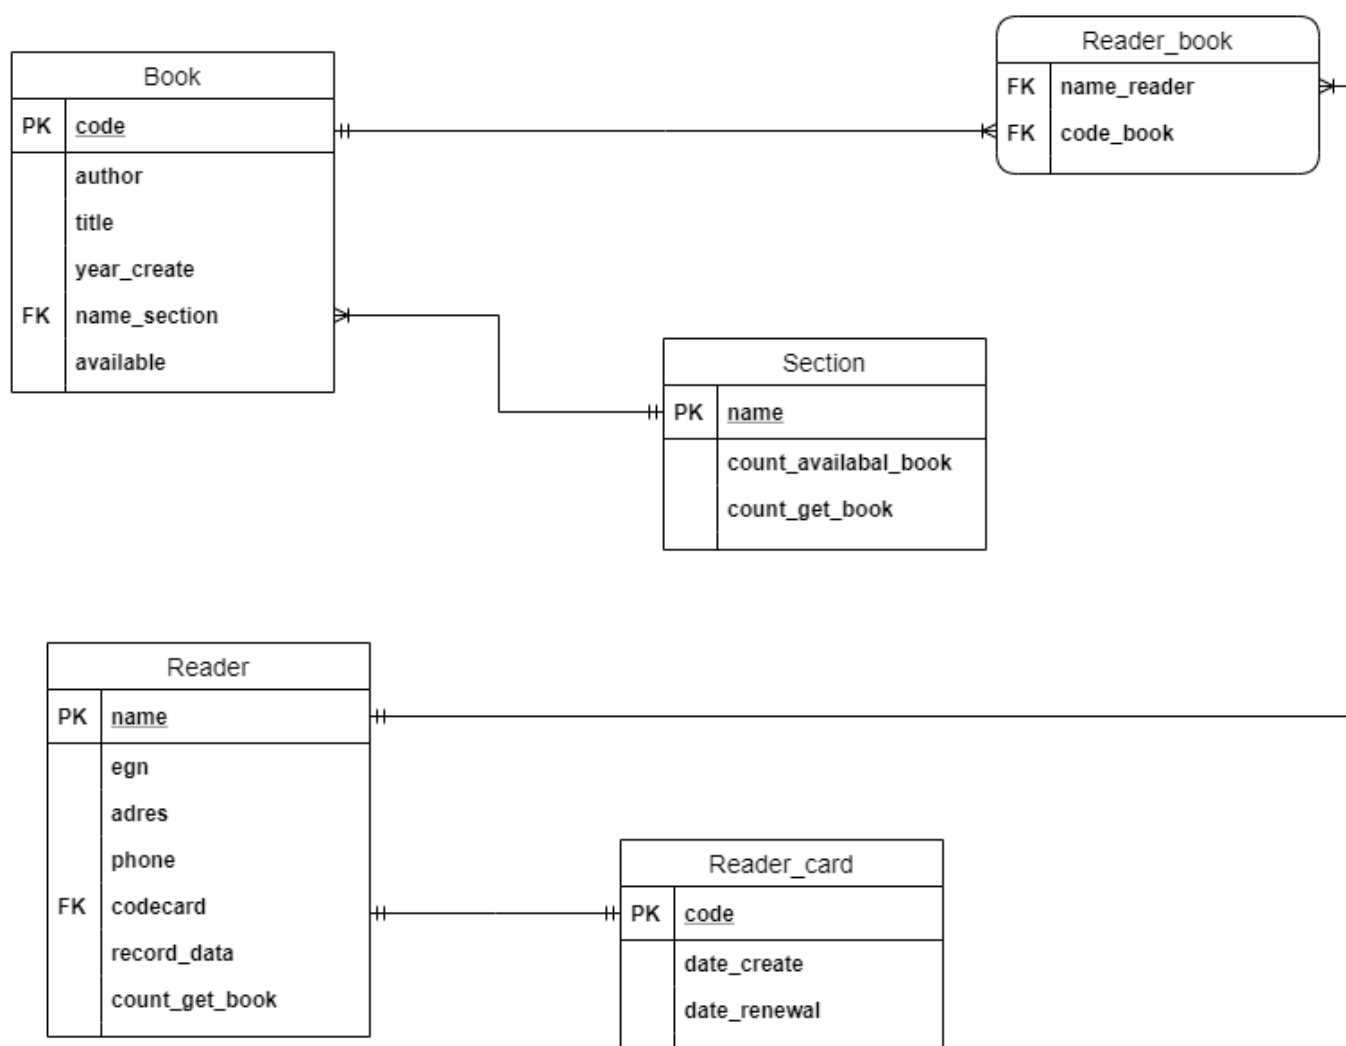 Book
PK code
author
title
year_create
FK name_section
available
Reader_book
FK name_reader
FK code_book
Section
PK name
count_availabal_book
count_get_book
Reader
PK name
egn
adres
phone
FK codecard
record_data
count_get_book
Reader_card
PK code
date_create
date_renewal